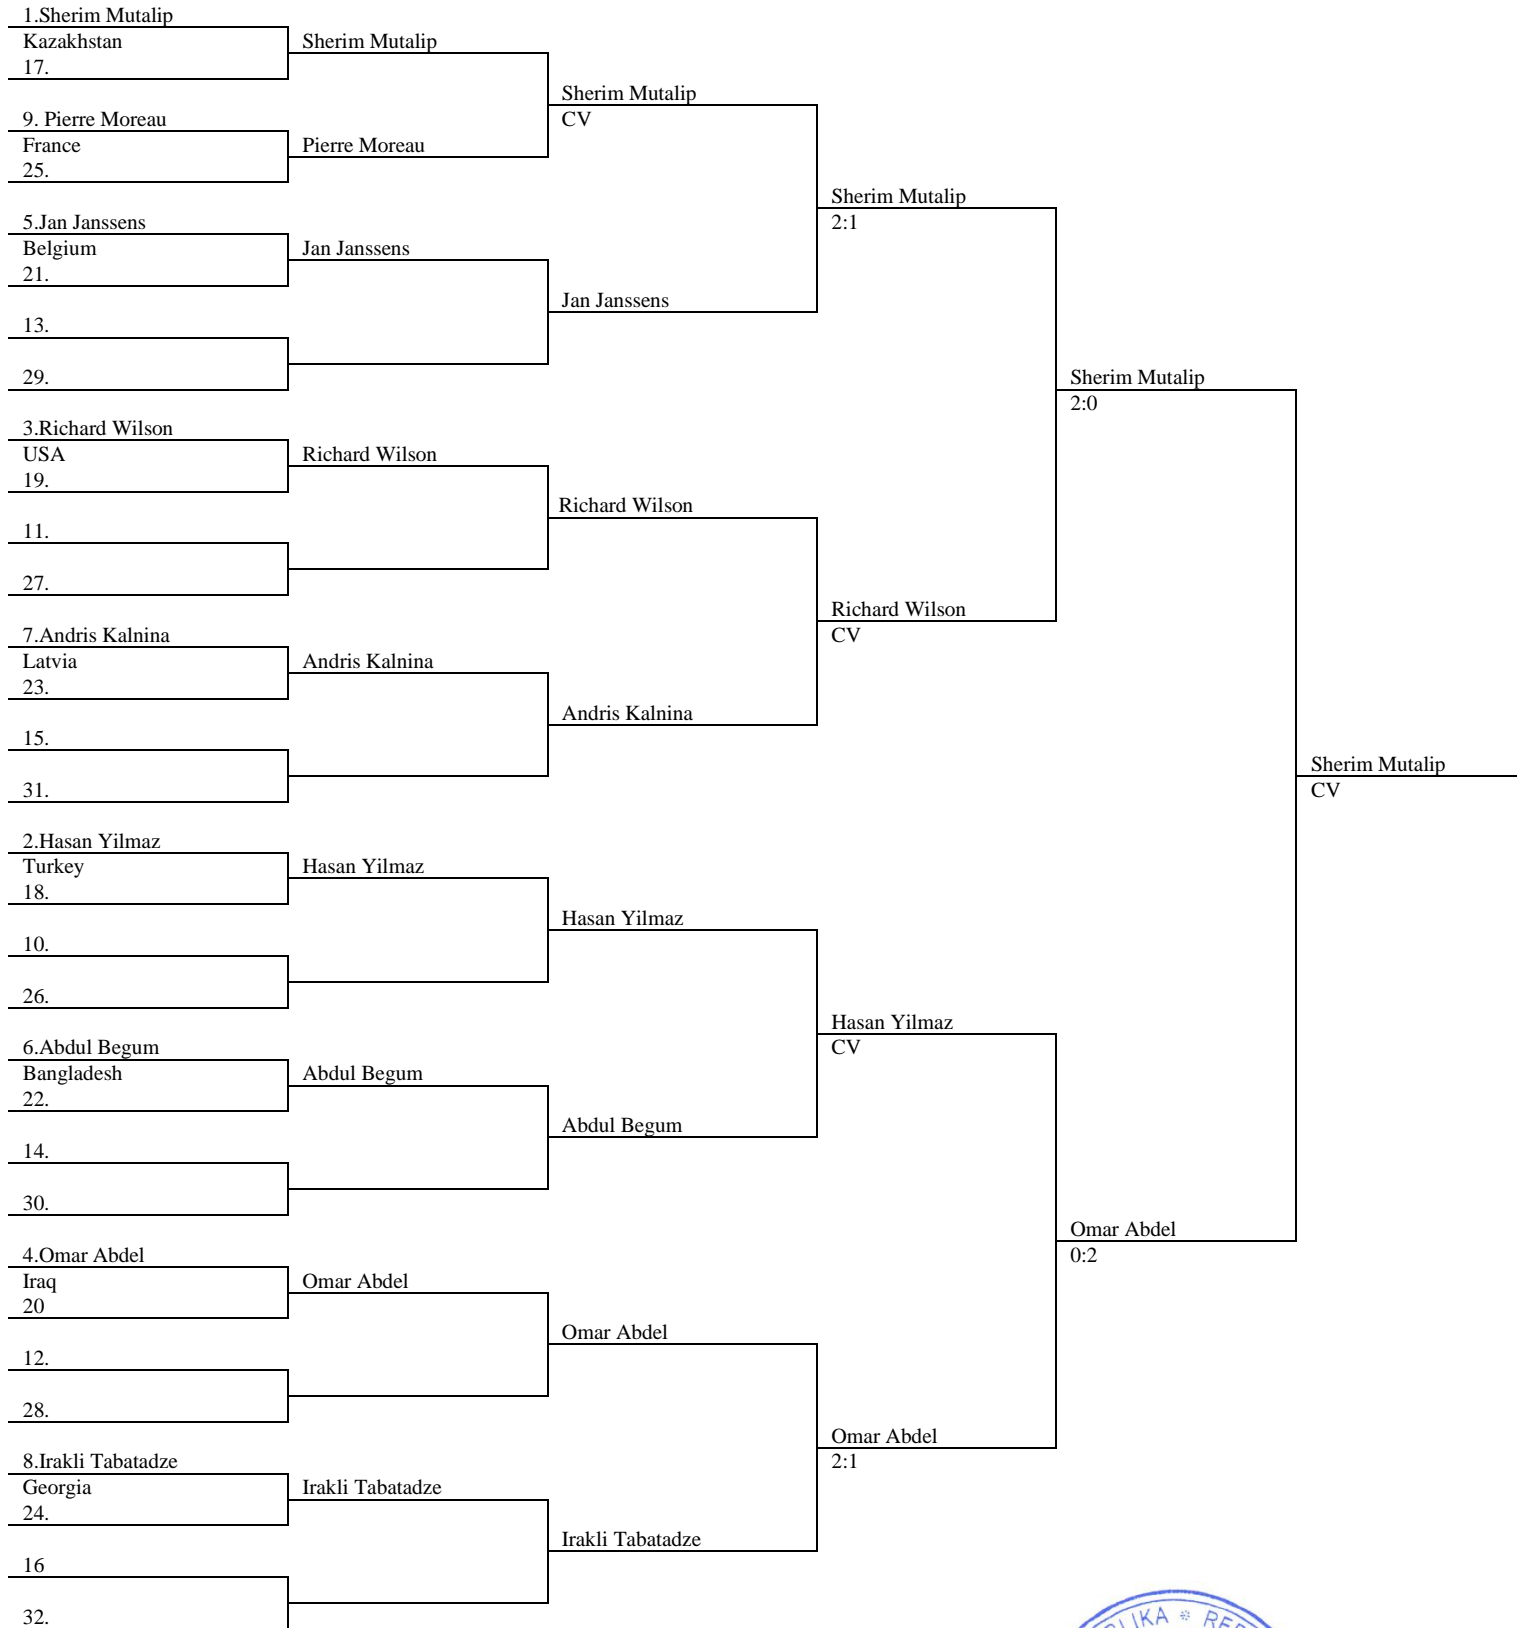 1.Sherim Mutalip
Kazakhstan
17.
9. Pierre Moreau
France
25.
5.Jan Janssens
Belgium
21.
13.
29.
3.Richard Wilson
USA
19.
11.
27.
7.Andris Kalnina
Latvia
23.
15.
31.
2.Hasan Yilmaz
Turkey
18.
10.
26.
6.Abdul Begum
Bangladesh
22.
14.
30.
4.Omar Abdel
Iraq
20
12.
28.
8.Irakli Tabatadze
Georgia
24.
16
32.
Sherim Mutalip
Pierre Moreau
Jan Janssens
Richard Wilson
Andris Kalnina
Hasan Yilmaz
Abdul Begum
Omar Abdel
Irakli Tabatadze
Sherim Mutalip
CV
Jan Janssens
Richard Wilson
Andris Kalnina
Hasan Yilmaz
Abdul Begum
Omar Abdel
Irakli Tabatadze
Sherim Mutalip
2:1
Richard Wilson
CV
Hasan Yilmaz
CV
Omar Abdel
2:1
Sherim Mutalip
2:0
Omar Abdel
0:2
Sherim Mutalip
CV